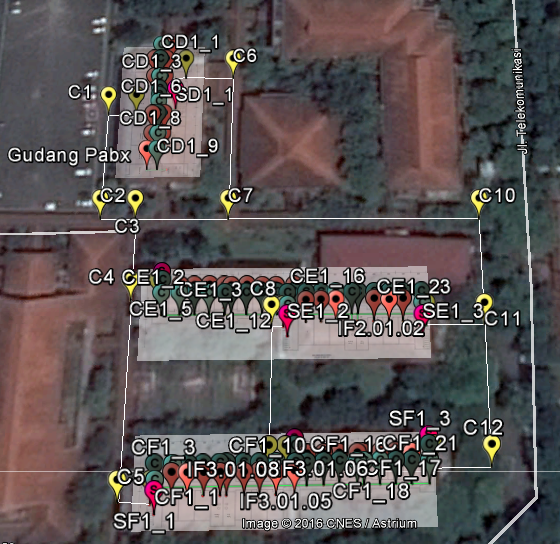 CD1_1
C6
CD1_3
C1
CD1_6
SD1_1
CD1_8
Gudang Pabx
CD1_9
Jl. Telekomunikasi
C2
C7
C10
C3
C4
CE1_2
CE1_3
C8
CE1_16
CE1_23
CE1_5
CE1_12
SE1_2
SE1_3
C11
IF2.01.02
SF1_3
C12
CF1_3
CF1_10
CF1_16
CF1_21
C5
IF3.01.08
IF3.01.06
CF1_17
CF1_1
IF3.01.05
CF1_18
SF1_1
Image © 2016 CNES / Astrium